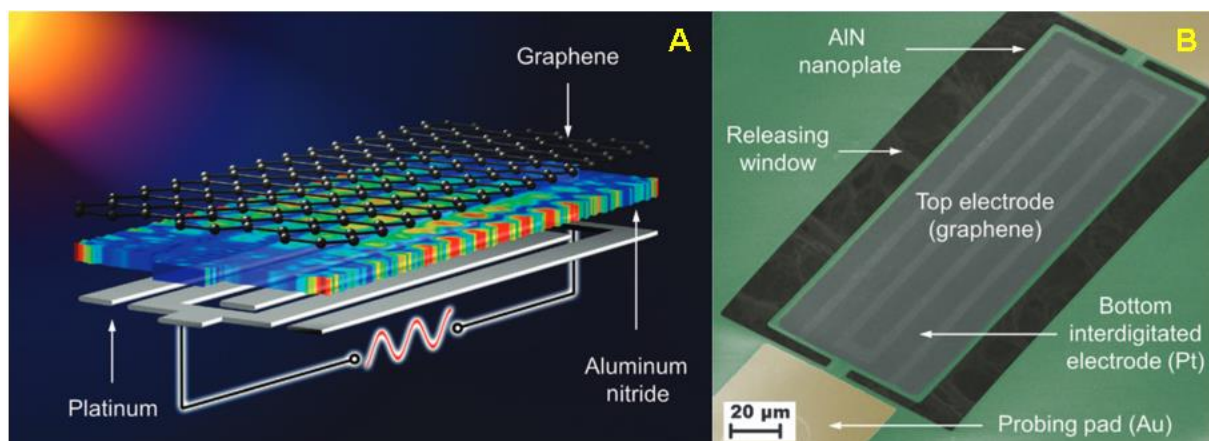 A
Graphene
Platinum
Aluminum
nitride
B
AlN
nanoplate
Releasing
window
Top electrode
(graphene)
Bottom
interdigitated
electrode (Pt)
Probing pad (Au)
20 μm